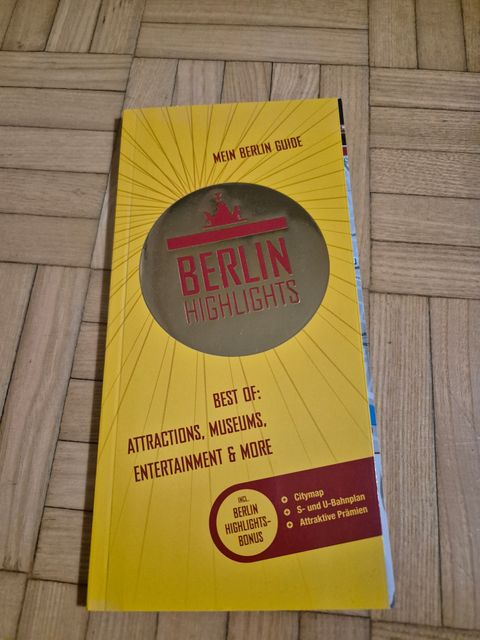 MEIN BERLIN GUIDE
BERLIN
HIGHLIGHTS
BEST OF:
ATTRACTIONS, MUSEUMS,
ENTERTAINMENT & MORE
INCL.
BERLIN
HIGHLIGHTS-
BONUS
+ Citymap
+ S- und U-Bahnplan
+ Attraktive Prämien